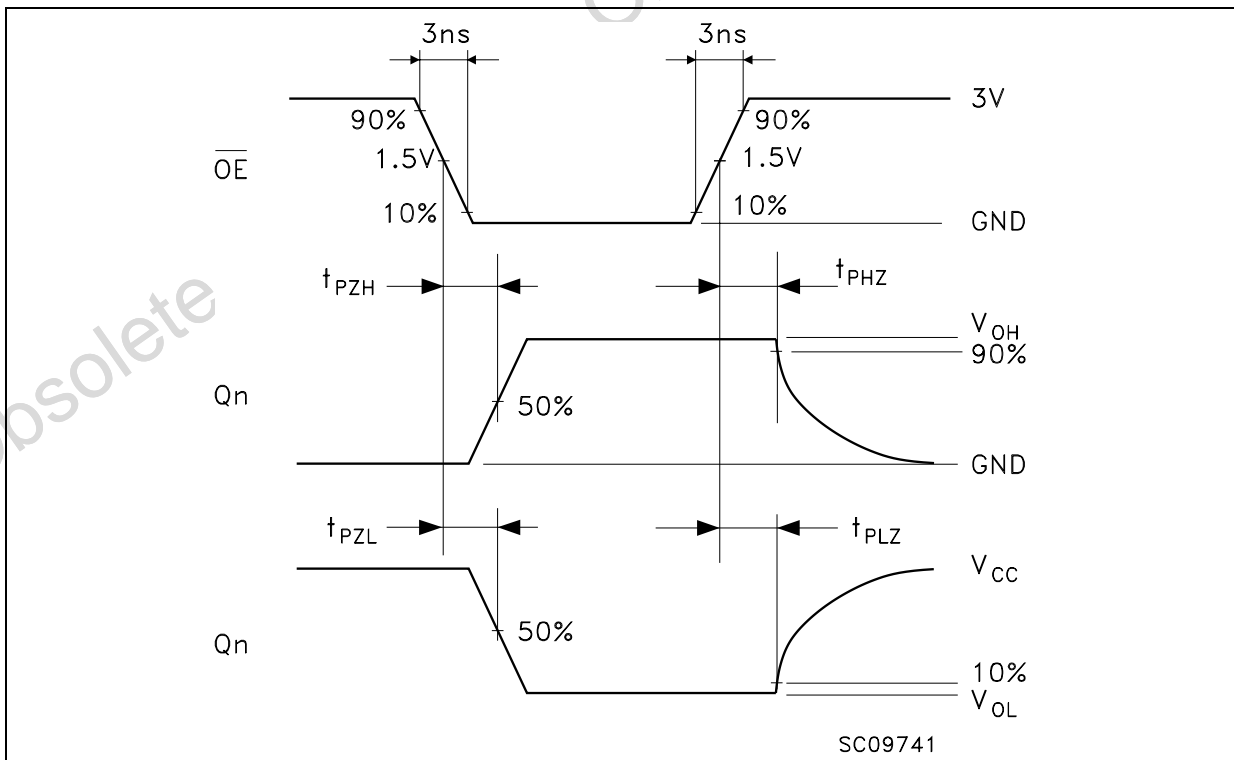 3ns 3ns
3V
90% 90%
OE 1.5V 1.5V
10% 10%
GND
tPZH tPHZ
VOH
90%
Qn 50%
GND
tPZL tPLZ
VCC
Qn 50%
10%
VOL
SC09741